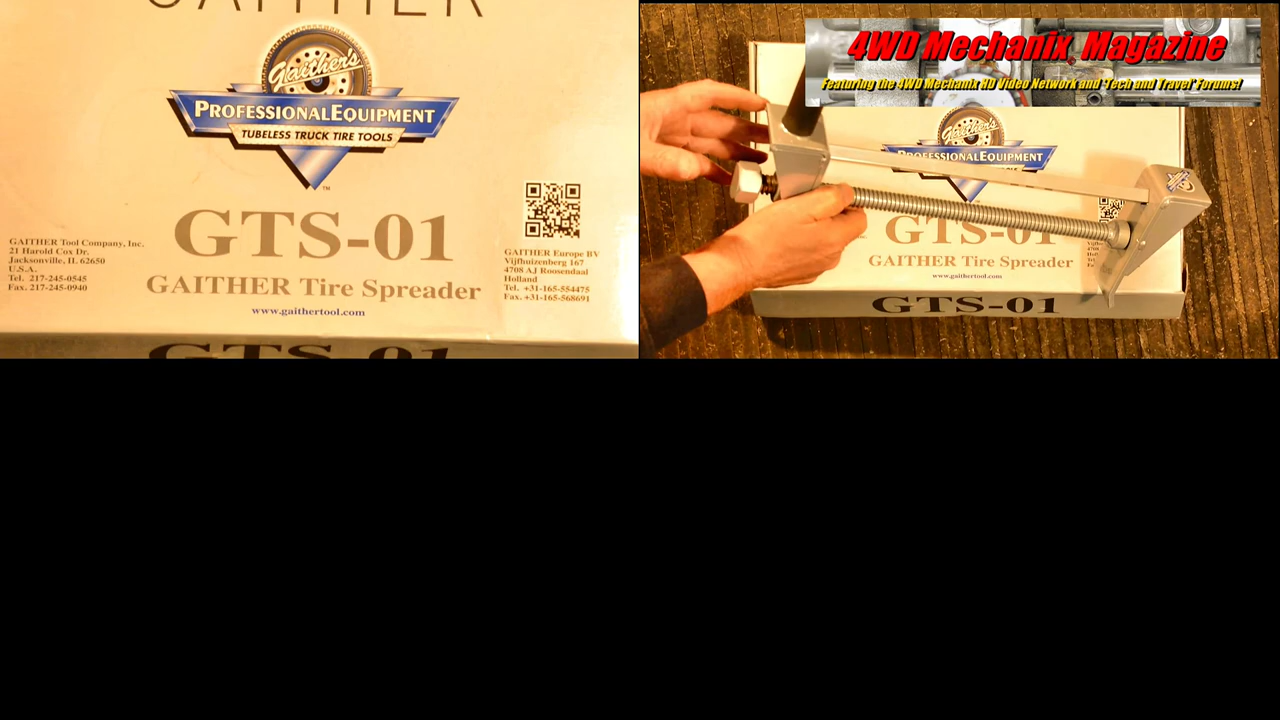 GAITHER
Gaither's
PROFESSIONALEQUIPMENT
TUBELESS TRUCK TIRE TOOLS
TM
GTS-01
GAITHER Tire Spreader
www.gaithertool.com
GAITHER Tool Company, Inc.
21 Harold Cox Dr.
Jacksonville, IL 62650
U.S.A.
Tel. 217-245-0545
Fax. 217-245-0940
GAITHER Europe BV
Vijfhuizenberg 167
4708 AJ Roosendaal
Holland
Tel. +31-165-554475
Fax. +31-165-568691
GTS-01
4WD Mechanix Magazine
Featuring the 4WD Mechanix HD Video Network and 'Tech and Travel' Forums!
Gaither's
PROFESSIONALEQUIPMENT
GTS-01
GAITHER Tire Spreader
www.gaithertool.com
GTS-01